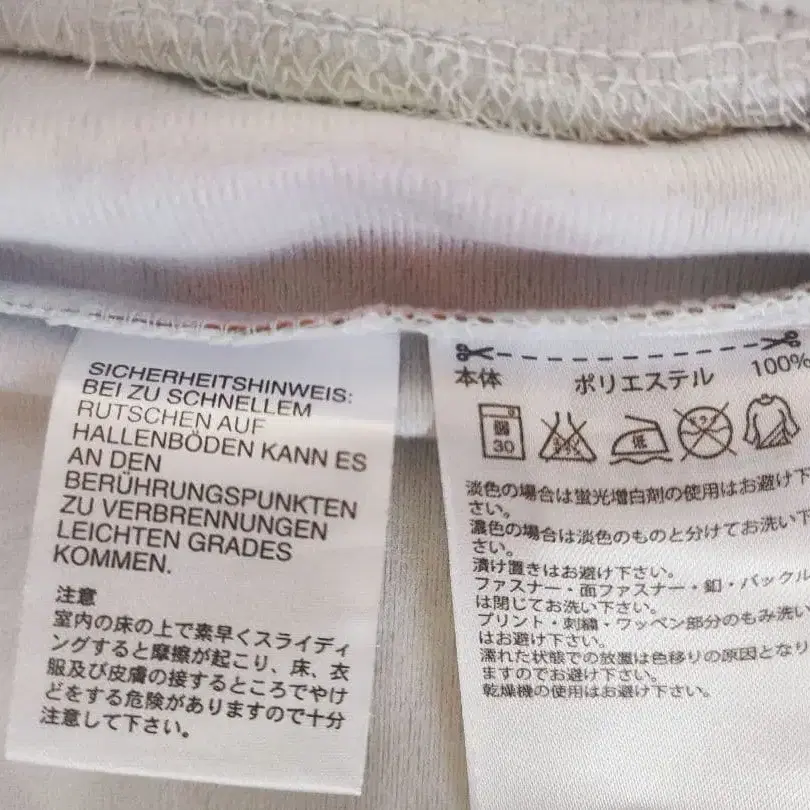 SICHERHEITSHINWEIS:
BEI ZU SCHNELLEM
RUTSCHEN AUF
HALLENBÖDEN KANN ES
AN DEN
BERÜHRUNGSPUNKTEN
ZU VERBRENNUNGEN
LEICHTEN GRADES
KOMMEN.
注意
室内の床の上で素早くスライディ
ングすると摩擦が起こり、床、衣
服及び皮膚の接するところでやけ
どをする危険がありますので十分
注意して下さい。
本体 ポリエステル 100%
30 低
淡色の場合は蛍光増白剤の使用はお避け下
さい。
濃色の場合は淡色のものと分けてお洗い下
さい。
漬け置きはお避け下さい。
ファスナー・面ファスナー・釦・バックル
は閉じてお洗い下さい。
プリント・刺繍・ワッペン部分のもみ洗い
はお避け下さい。
濡れた状態での放置は色移りの原因となり
ますのでお避け下さい。
乾燥機の使用はお避け下さい。